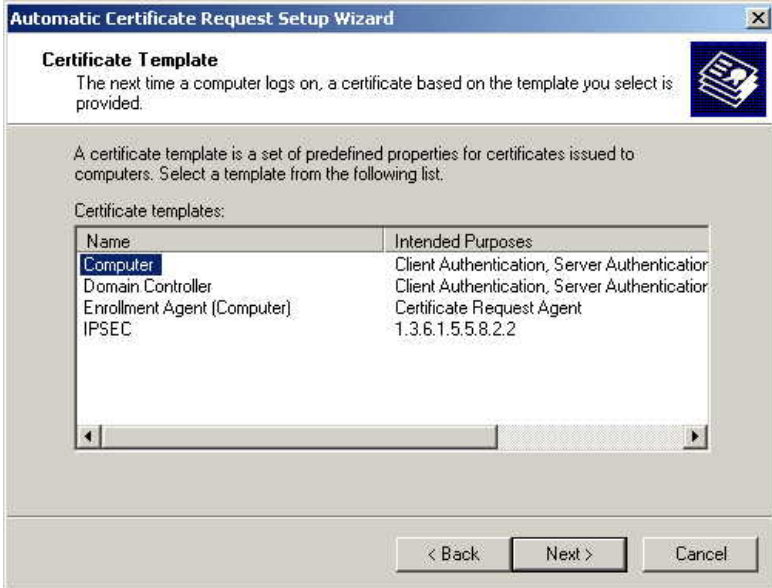 Automatic Certificate Request Setup Wizard
Certificate Template
The next time a computer logs on, a certificate based on the template you select is
provided.
A certificate template is a set of predefined properties for certificates issued to
computers. Select a template from the following list.
Certificate templates:
Name Intended Purposes
Computer Client Authentication, Server Authentication
Domain Controller Client Authentication, Server Authentication
Enrollment Agent (Computer) Certificate Request Agent
IPSEC 1.3.6.1.5.5.8.2.2
< Back Next > Cancel